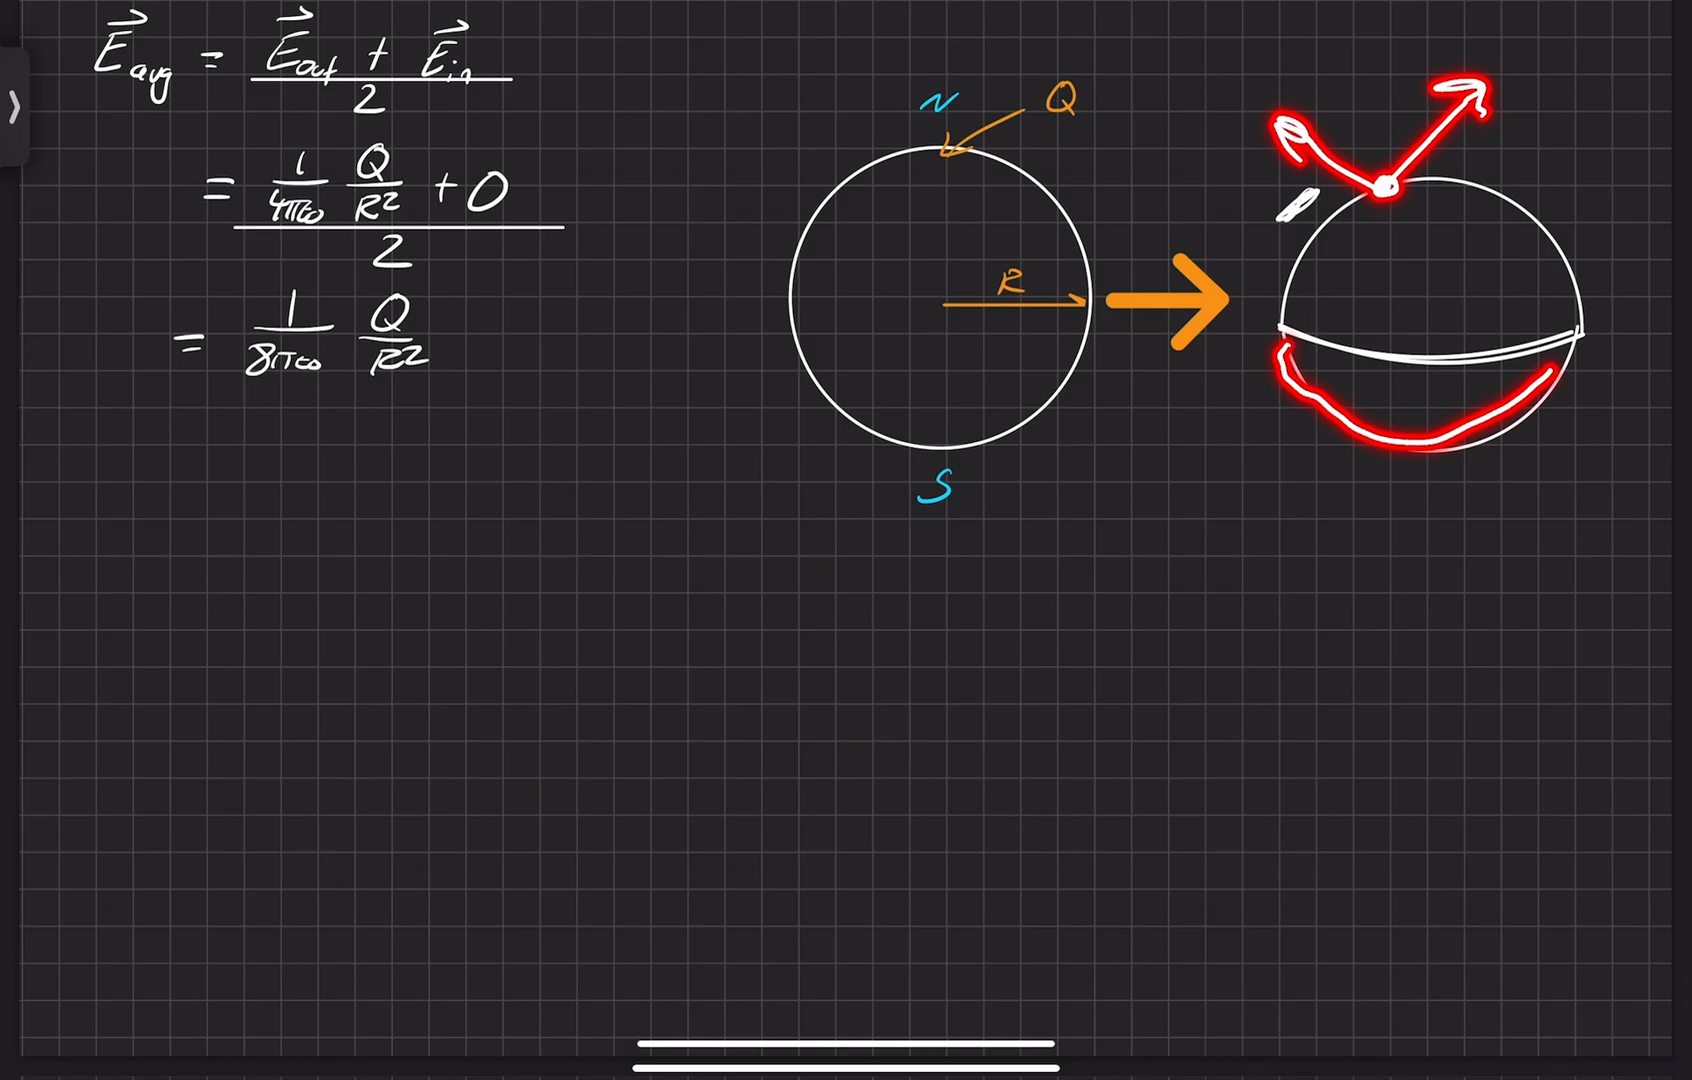 E⃗avg = (E⃗out + E⃗in) / 2
= (1/4πε0 Q/R² + 0) / 2
= 1/8πε0 Q/R²
N
Q
R
S